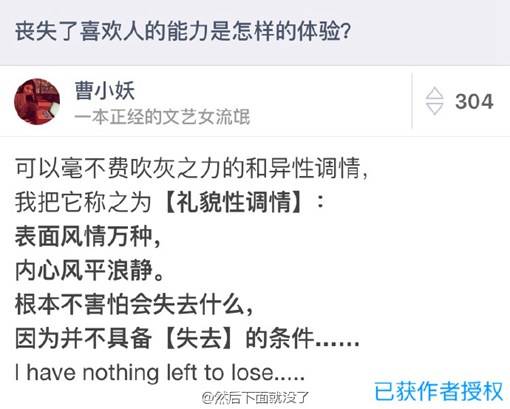 丧失了喜欢人的能力是怎样的体验?
曹小妖
一本正经的文艺女流氓
304
可以毫不费吹灰之力的和异性调情，
我把它称之为【礼貌性调情】：
表面风情万种，
内心风平浪静。
根本不害怕会失去什么，
因为并不具备【失去】的条件……
I have nothing left to lose.....
已获作者授权
@然后下面就没了